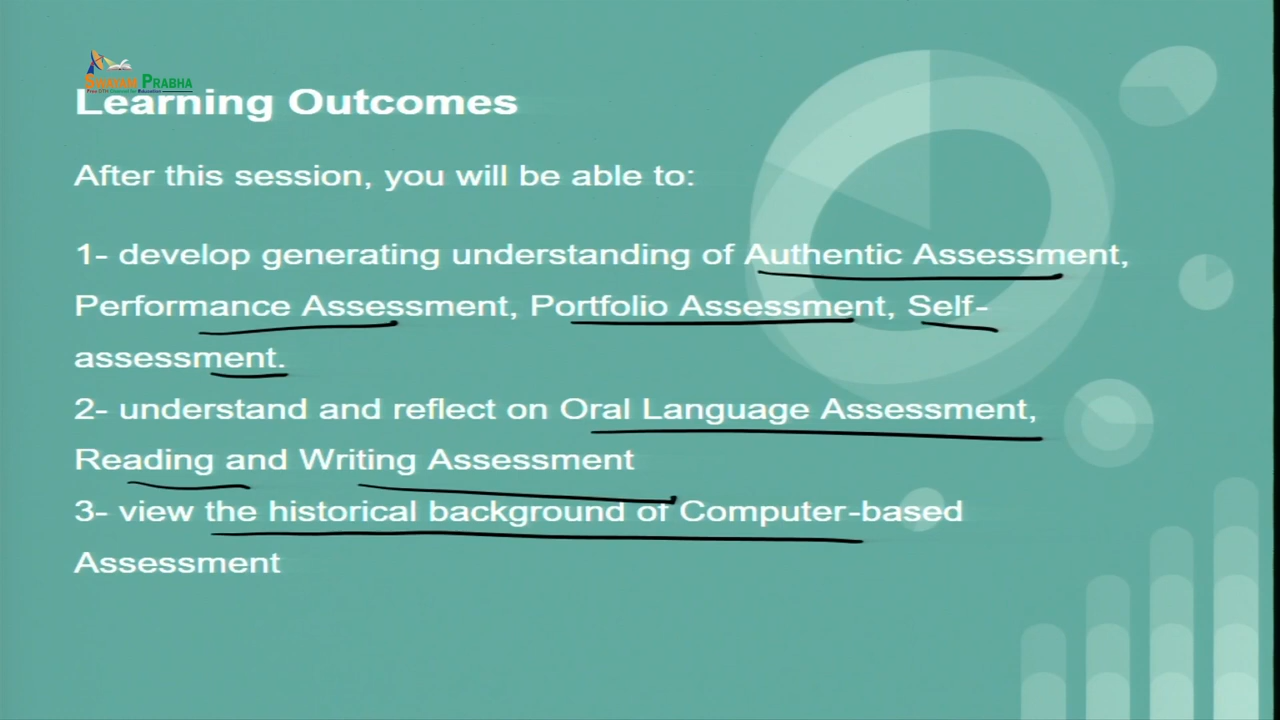 SWAYAM PRABHA
Learning Outcomes
After this session, you will be able to:
1- develop generating understanding of Authentic Assessment,
Performance Assessment, Portfolio Assessment, Self-
assessment.
2- understand and reflect on Oral Language Assessment,
Reading and Writing Assessment
3- view the historical background of Computer-based
Assessment